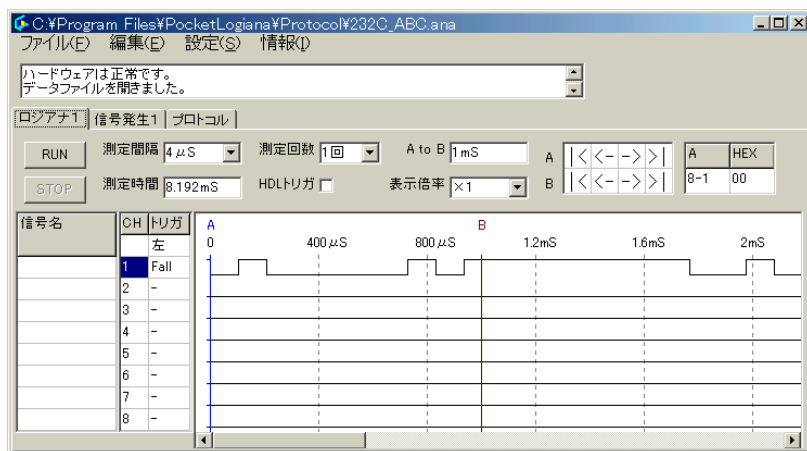 C:¥Program Files¥PocketLogiana¥Protocol¥232C_ABC.ana
ファイル(F) 編集(E) 設定(S) 情報(I)
ハードウェアは正常です。
データファイルを開きました。
ロジアナ1 信号発生1 プロトコル
RUN 測定間隔 4μS 測定回数 1回 A to B 1mS A |< <- -> >| A HEX
STOP 測定時間 8.192mS HDLトリガ 表示倍率 ×1 B |< <- -> >| 8-1 00
信号名 CH トリガ A B
左 0 400μS 800μS 1.2mS 1.6mS 2mS
1 Fall
2 -
3 -
4 -
5 -
6 -
7 -
8 -